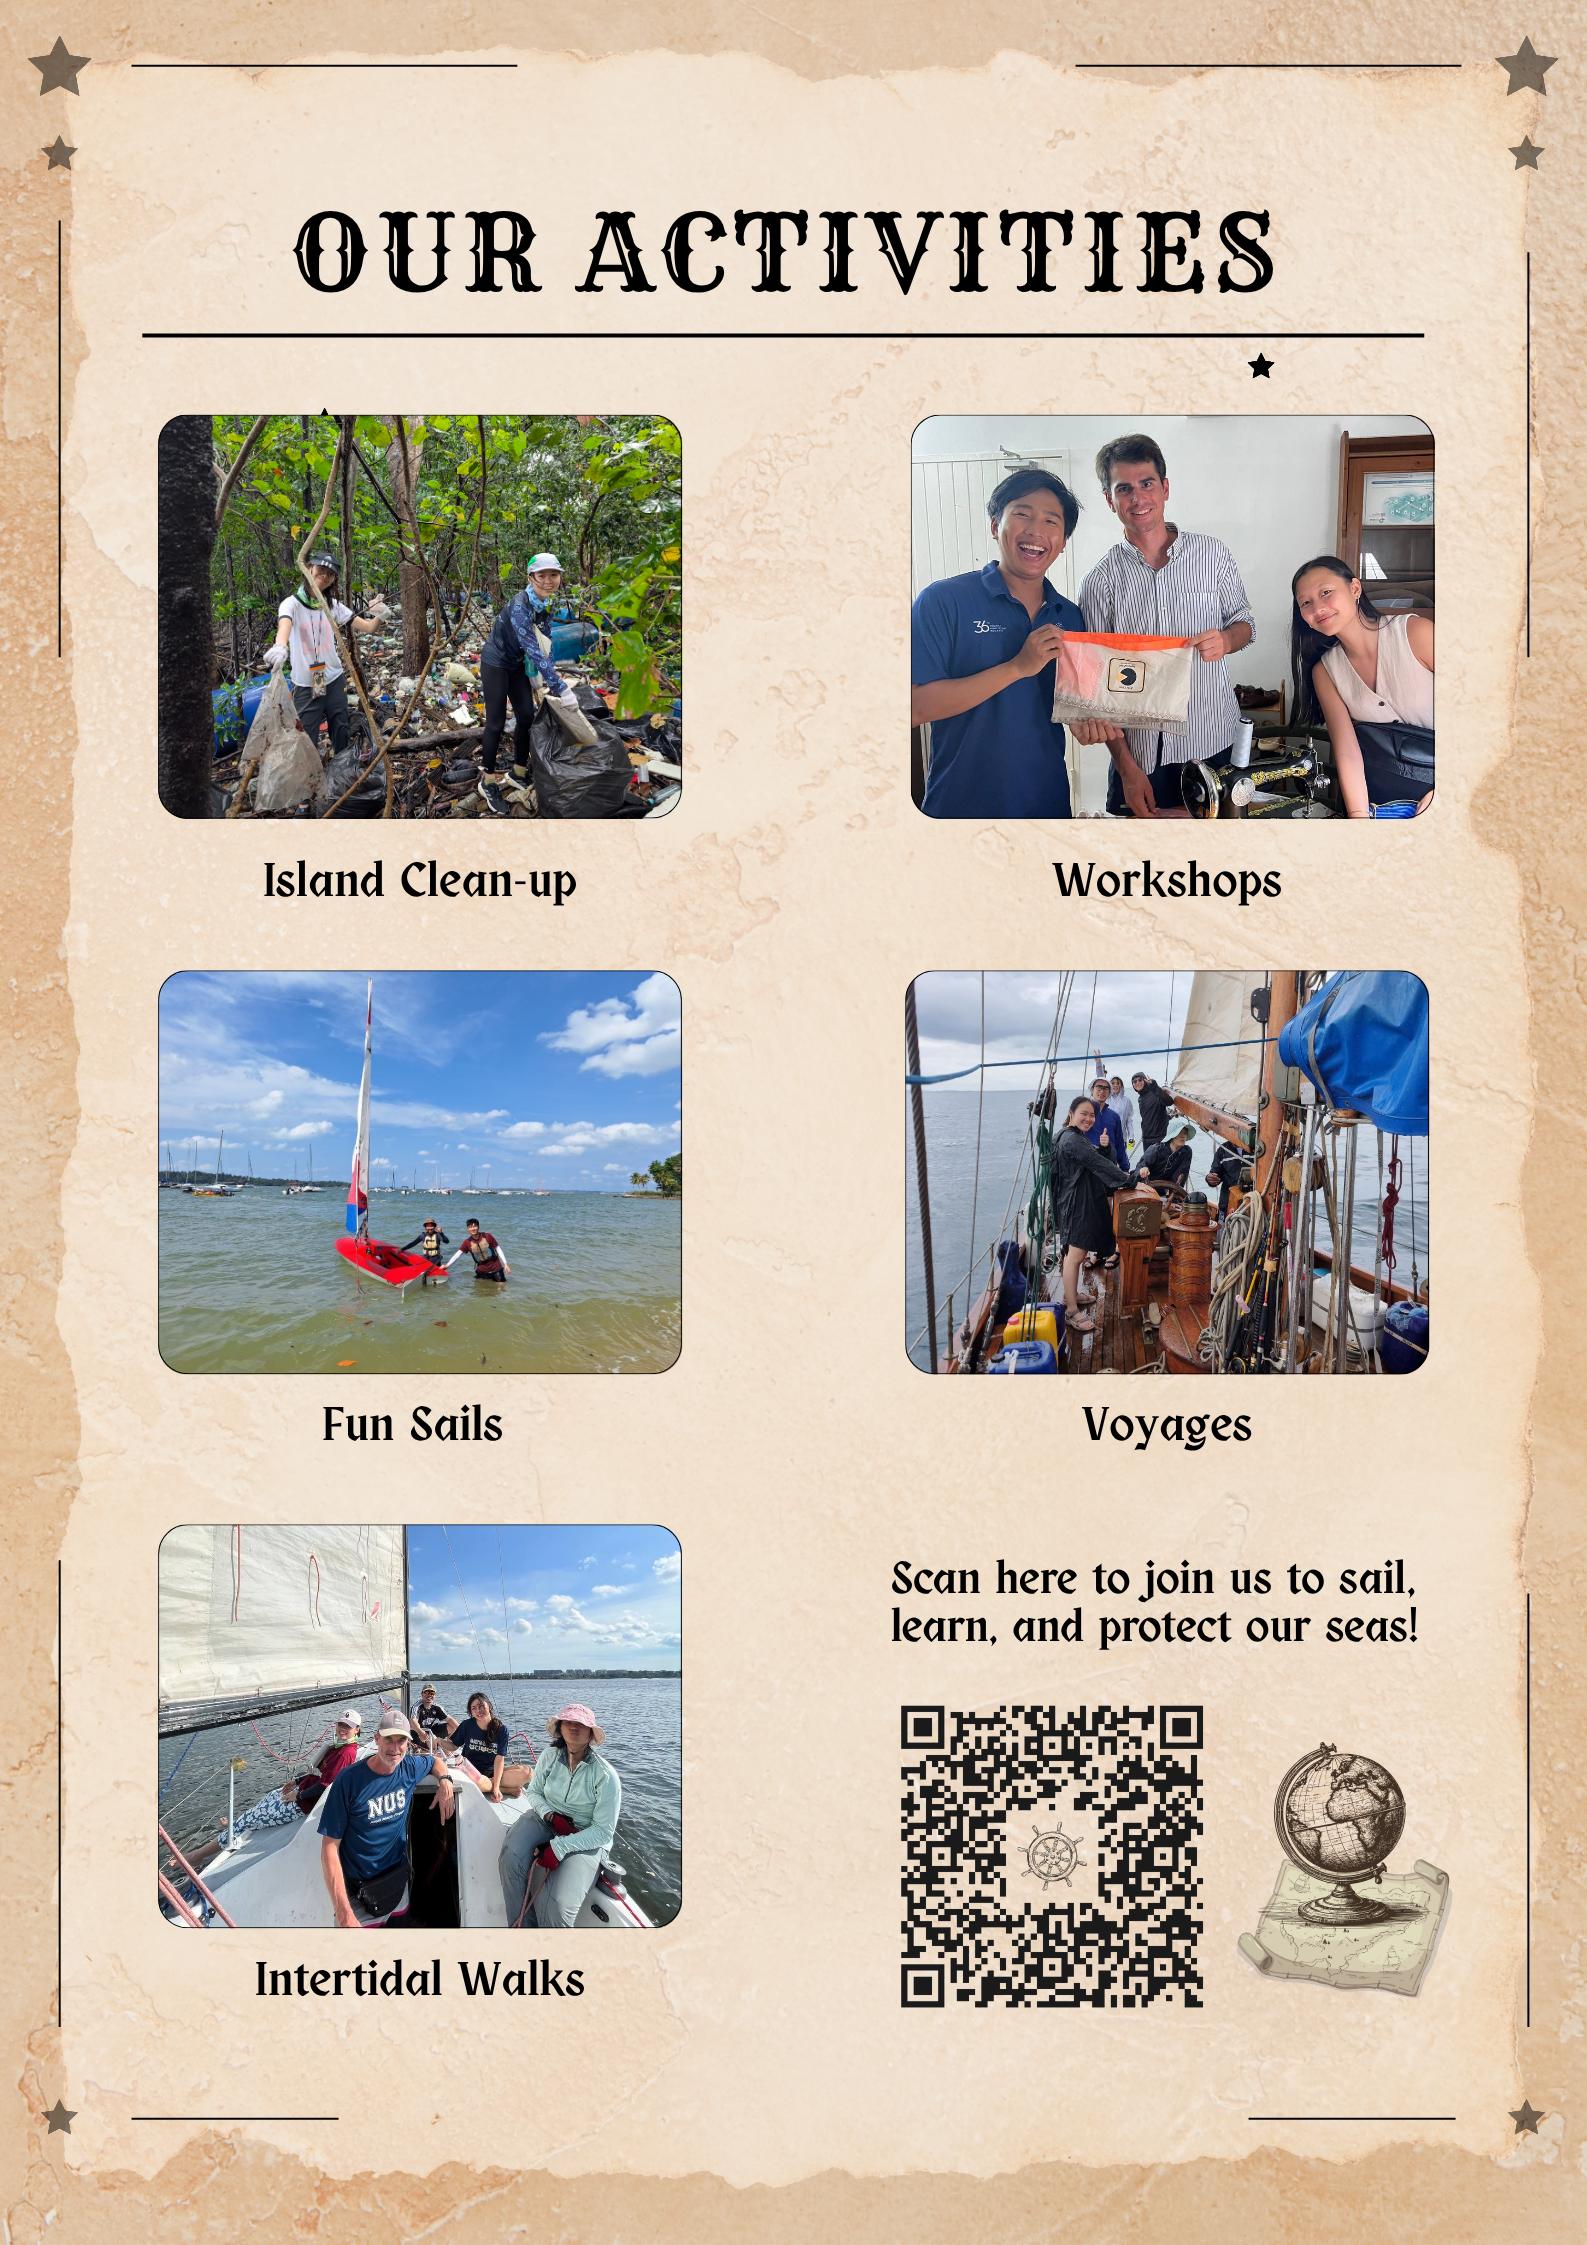 OUR ACTIVITIES
Island Clean-up
Workshops
Fun Sails
Voyages
NUS
Intertidal Walks
Scan here to join us to sail,
learn, and protect our seas!